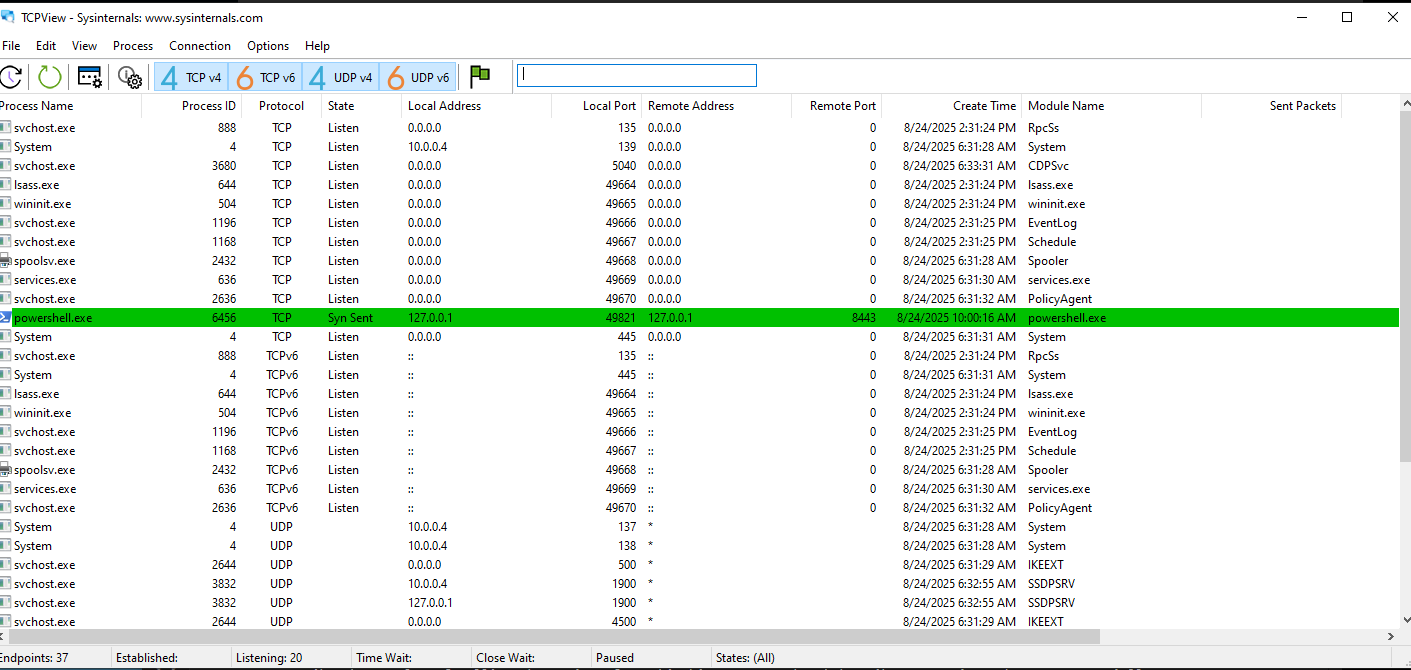 TCPView - Sysinternals: www.sysinternals.com
File Edit View Process Connection Options Help
4 TCP v4 6 TCP v6 4 UDP v4 6 UDP v6
Process Name Process ID Protocol State Local Address Local Port Remote Address Remote Port Create Time Module Name Sent Packets
svchost.exe 888 TCP Listen 0.0.0.0 135 0.0.0.0 0 8/24/2025 2:31:24 PM RpcSs
System 4 TCP Listen 10.0.0.4 139 0.0.0.0 0 8/24/2025 6:31:28 AM System
svchost.exe 3680 TCP Listen 0.0.0.0 5040 0.0.0.0 0 8/24/2025 6:33:31 AM CDPSvc
lsass.exe 644 TCP Listen 0.0.0.0 49664 0.0.0.0 0 8/24/2025 2:31:24 PM lsass.exe
wininit.exe 504 TCP Listen 0.0.0.0 49665 0.0.0.0 0 8/24/2025 2:31:24 PM wininit.exe
svchost.exe 1196 TCP Listen 0.0.0.0 49666 0.0.0.0 0 8/24/2025 2:31:25 PM EventLog
svchost.exe 1168 TCP Listen 0.0.0.0 49667 0.0.0.0 0 8/24/2025 2:31:25 PM Schedule
spoolsv.exe 2432 TCP Listen 0.0.0.0 49668 0.0.0.0 0 8/24/2025 6:31:28 AM Spooler
services.exe 636 TCP Listen 0.0.0.0 49669 0.0.0.0 0 8/24/2025 6:31:30 AM services.exe
svchost.exe 2636 TCP Listen 0.0.0.0 49670 0.0.0.0 0 8/24/2025 6:31:32 AM PolicyAgent
powershell.exe 6456 TCP Syn Sent 127.0.0.1 49821 127.0.0.1 8443 8/24/2025 10:00:16 AM powershell.exe
System 4 TCP Listen 0.0.0.0 445 0.0.0.0 0 8/24/2025 6:31:31 AM System
svchost.exe 888 TCPv6 Listen :: 135 :: 0 8/24/2025 2:31:24 PM RpcSs
System 4 TCPv6 Listen :: 445 :: 0 8/24/2025 6:31:31 AM System
lsass.exe 644 TCPv6 Listen :: 49664 :: 0 8/24/2025 2:31:24 PM lsass.exe
wininit.exe 504 TCPv6 Listen :: 49665 :: 0 8/24/2025 2:31:24 PM wininit.exe
svchost.exe 1196 TCPv6 Listen :: 49666 :: 0 8/24/2025 2:31:25 PM EventLog
svchost.exe 1168 TCPv6 Listen :: 49667 :: 0 8/24/2025 2:31:25 PM Schedule
spoolsv.exe 2432 TCPv6 Listen :: 49668 :: 0 8/24/2025 6:31:28 AM Spooler
services.exe 636 TCPv6 Listen :: 49669 :: 0 8/24/2025 6:31:30 AM services.exe
svchost.exe 2636 TCPv6 Listen :: 49670 :: 0 8/24/2025 6:31:32 AM PolicyAgent
System 4 UDP 10.0.0.4 137 * 8/24/2025 6:31:28 AM System
System 4 UDP 10.0.0.4 138 * 8/24/2025 6:31:28 AM System
svchost.exe 2644 UDP 0.0.0.0 500 * 8/24/2025 6:31:29 AM IKEEXT
svchost.exe 3832 UDP 10.0.0.4 1900 * 8/24/2025 6:32:55 AM SSDPSRV
svchost.exe 3832 UDP 127.0.0.1 1900 * 8/24/2025 6:32:55 AM SSDPSRV
svchost.exe 2644 UDP 0.0.0.0 4500 * 8/24/2025 6:31:29 AM IKEEXT
Endpoints: 37 Established: Listening: 20 Time Wait: Close Wait: Paused States: (All)